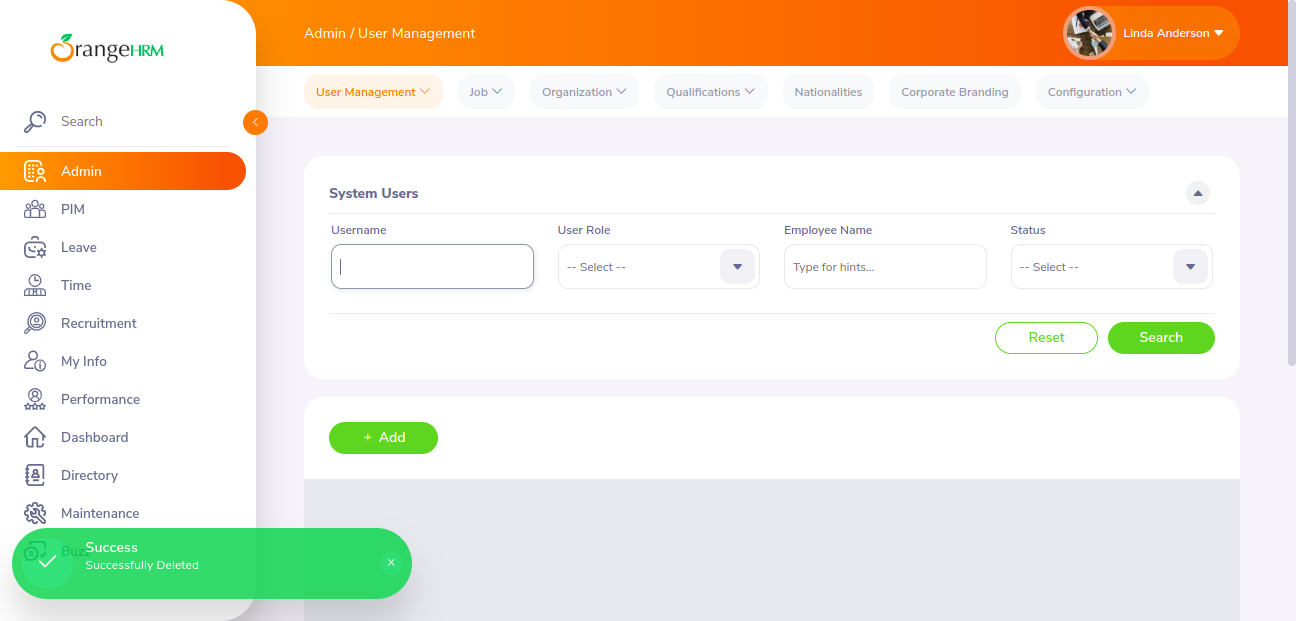 OrangeHRM
Admin / User Management
Linda Anderson
User Management
Job
Organization
Qualifications
Nationalities
Corporate Branding
Configuration
Search
Admin
PIM
Leave
Time
Recruitment
My Info
Performance
Dashboard
Directory
Maintenance
Buzz
System Users
Username
User Role
Employee Name
Status
-- Select --
Type for hints...
-- Select --
Reset
Search
+ Add
Success
Successfully Deleted